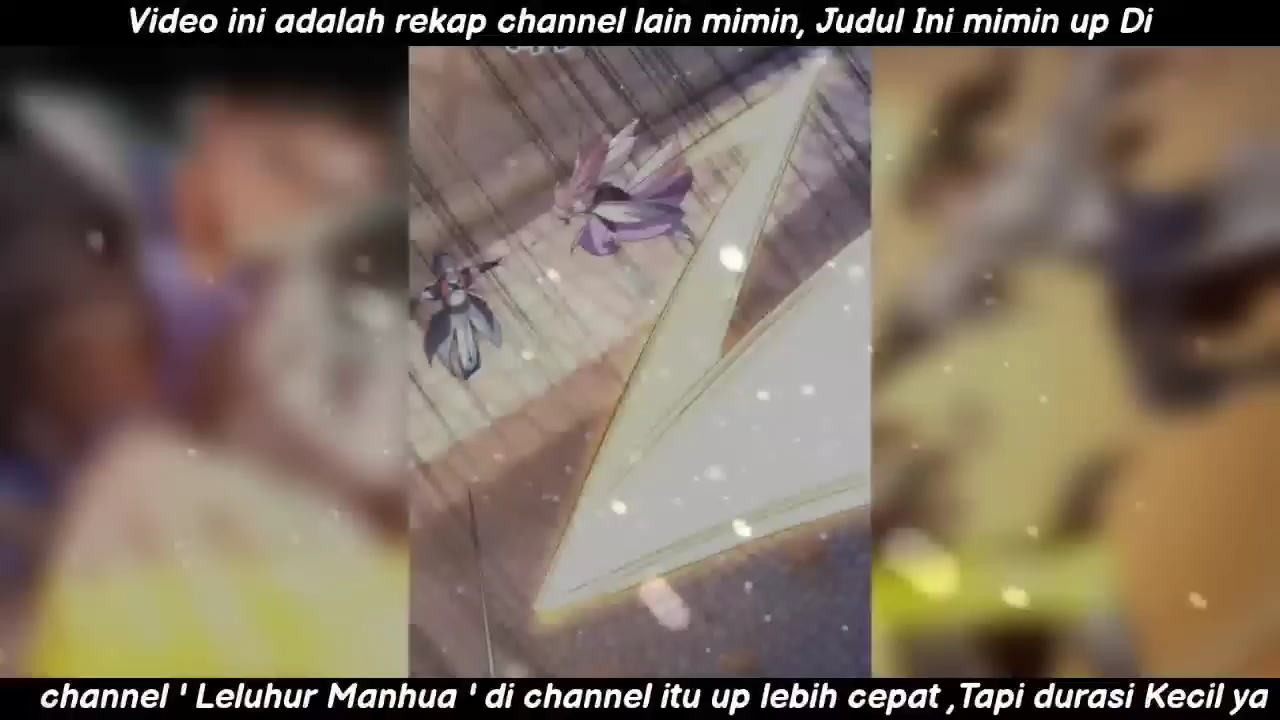 Video ini adalah rekap channel lain mimin, Judul Ini mimin up Di
channel ' Leluhur Manhua ' di channel itu up lebih cepat ,Tapi durasi Kecil ya